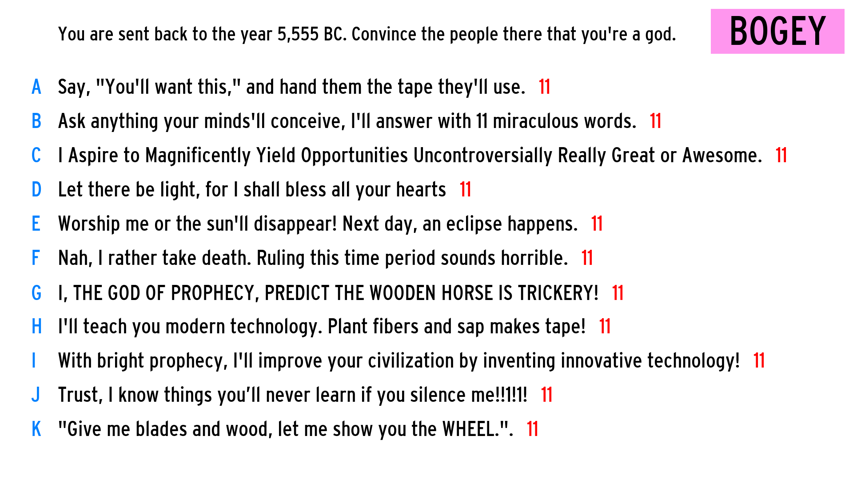 You are sent back to the year 5,555 BC. Convince the people there that you're a god.
BOGEY
A Say, "You'll want this," and hand them the tape they'll use. 11
B Ask anything your minds'll conceive, I'll answer with 11 miraculous words. 11
C I Aspire to Magnificently Yield Opportunities Uncontroversially Really Great or Awesome. 11
D Let there be light, for I shall bless all your hearts 11
E Worship me or the sun'll disappear! Next day, an eclipse happens. 11
F Nah, I rather take death. Ruling this time period sounds horrible. 11
G I, THE GOD OF PROPHECY, PREDICT THE WOODEN HORSE IS TRICKERY! 11
H I'll teach you modern technology. Plant fibers and sap makes tape! 11
I With bright prophecy, I'll improve your civilization by inventing innovative technology! 11
J Trust, I know things you’ll never learn if you silence me!!1!1! 11
K "Give me blades and wood, let me show you the WHEEL.". 11